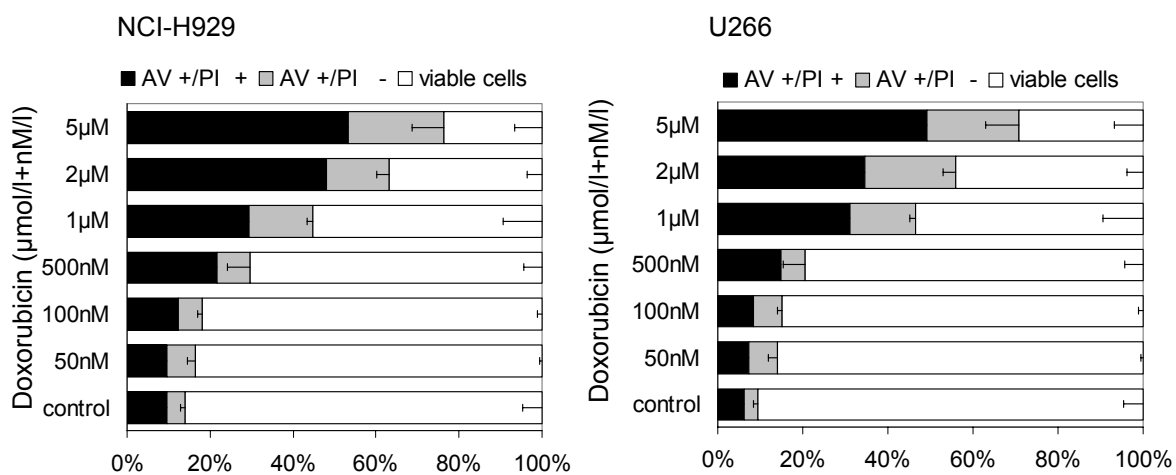 NCI-H929
AV +/PI + AV +/PI - viable cells
Doxorubicin (µmol/l+nM/l)
5µM
2µM
1µM
500nM
100nM
50nM
control
0% 20% 40% 60% 80% 100%
U266
AV +/PI + AV +/PI - viable cells
Doxorubicin (µmol/l+nM/l)
5µM
2µM
1µM
500nM
100nM
50nM
control
0% 20% 40% 60% 80% 100%